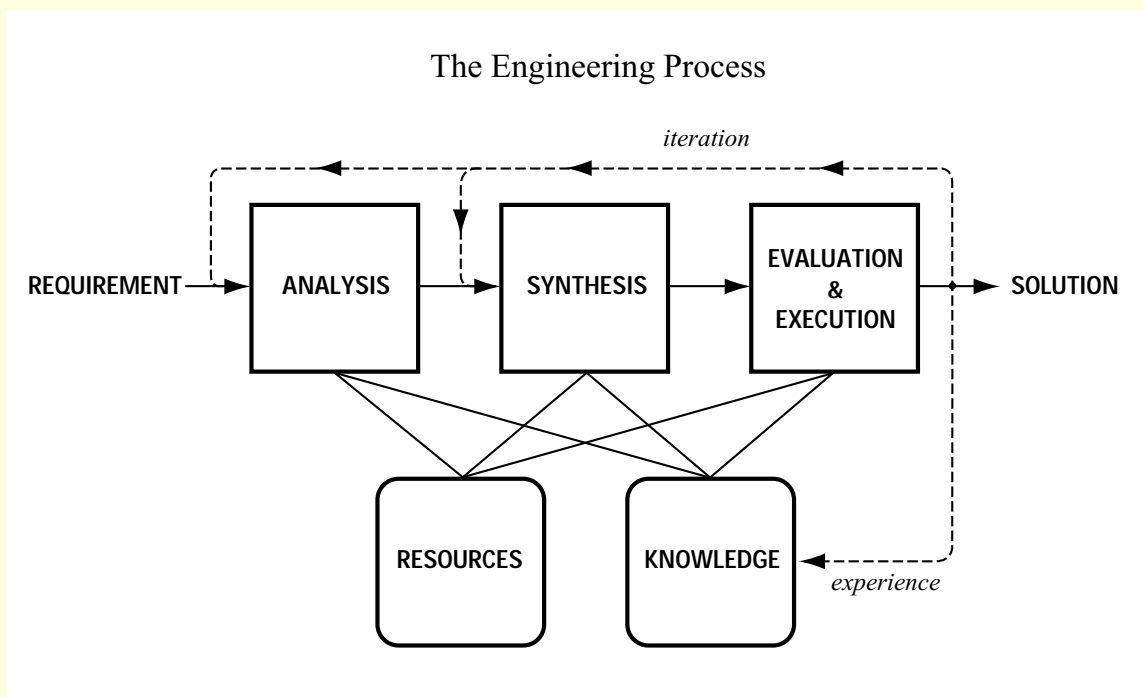 The Engineering Process
iteration
REQUIREMENT
ANALYSIS
SYNTHESIS
EVALUATION
&
EXECUTION
SOLUTION
RESOURCES
KNOWLEDGE
experience